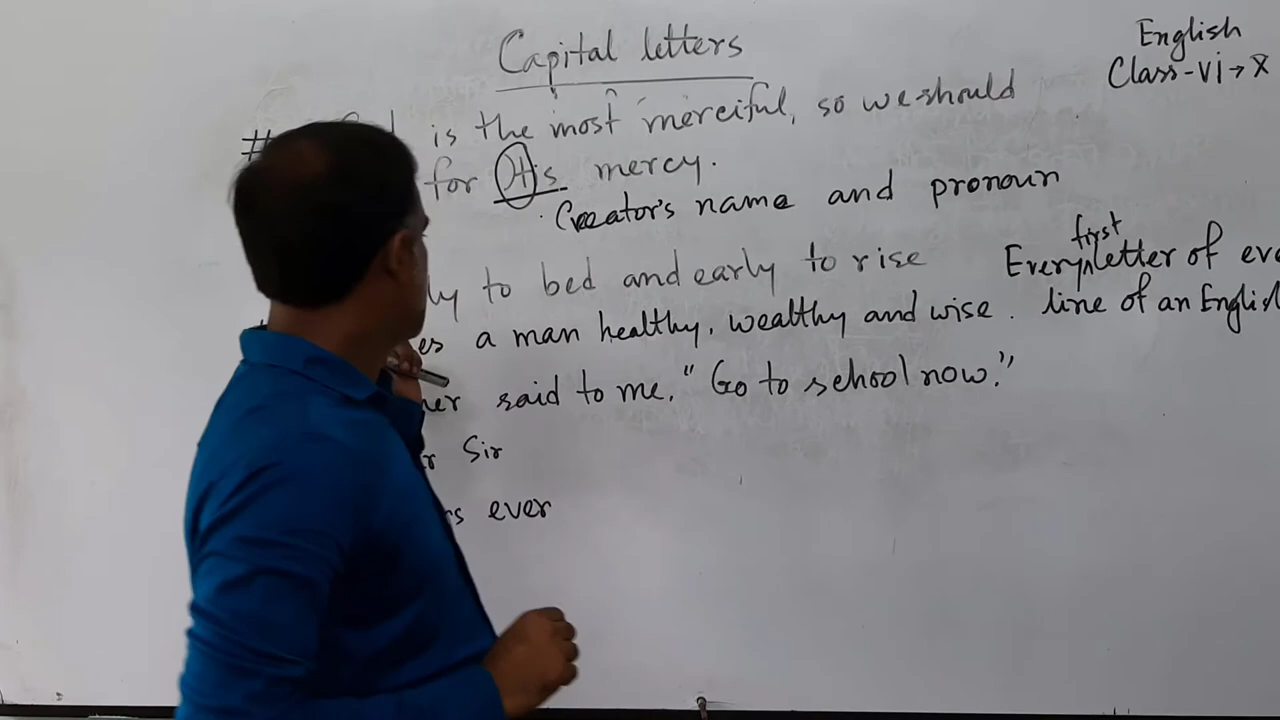 Capital letters
English
Class-VI→X
# is the most merciful, so we should
for His mercy.
Creator's name and pronoun
to bed and early to rise
first
Every letter of
a man healthy, wealthy and wise.
line of an
said to me, "Go to school now."
Sir
ever